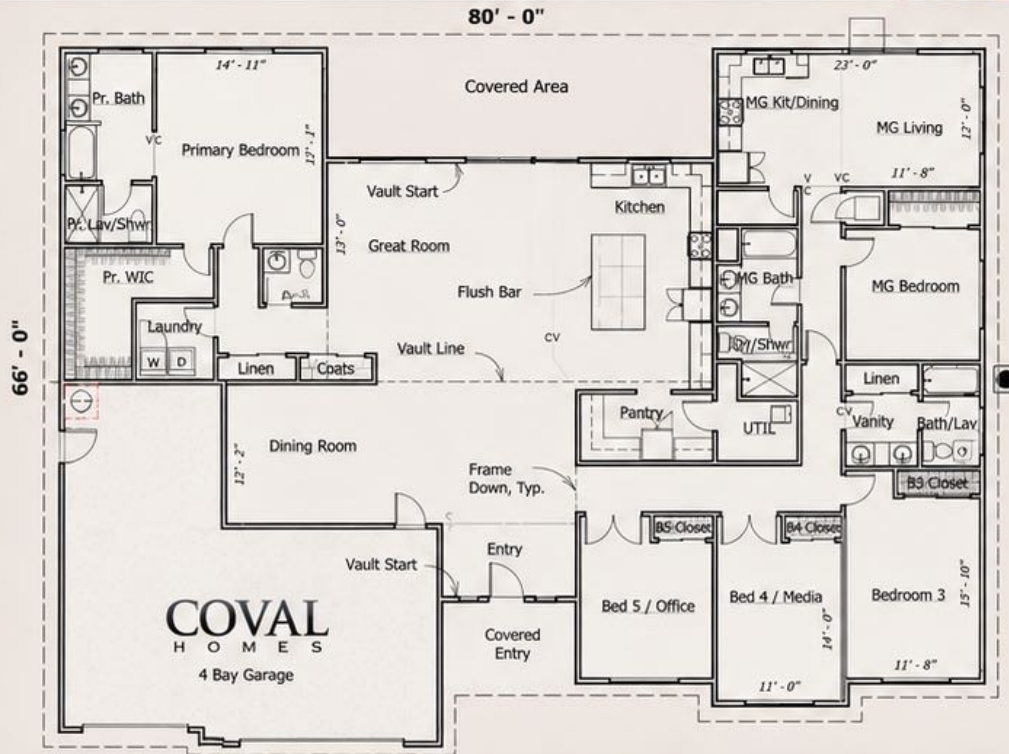 80' - 0"
66' - 0"
Pr. Bath
14' - 11"
12' - 1"
VC
Primary Bedroom
Pr. Lav/Shwr
Pr. WIC
Laundry
W D
Linen
Coats
Covered Area
Vault Start
13' - 0"
Great Room
Kitchen
Flush Bar
CV
Vault Line
MG Kit/Dining
23' - 0"
MG Living
12' - 0"
11' - 8"
V
C
VC
MG Bath
MG Bedroom
Linen
CV
Vanity
Bath/Lav
Pantry
UTIL
Dining Room
12' - 2"
Frame
Down, Typ.
B3 Closet
B5 Closet
B4 Closet
Entry
Vault Start
Covered
Entry
Bed 5 / Office
Bed 4 / Media
14' - 0"
11' - 0"
Bedroom 3
15' - 10"
11' - 8"
COVAL
HOMES
4 Bay Garage